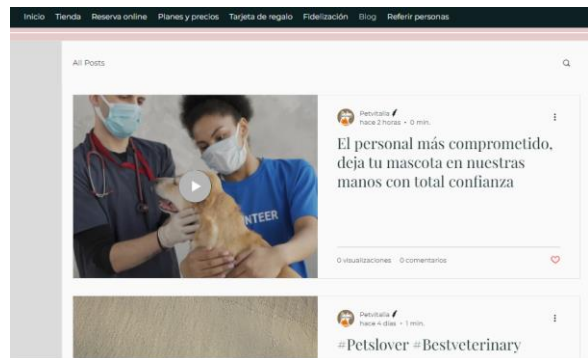 Inicio Tienda Reserva online Planes y precios Tarjeta de regalo Fidelización Blog Referir personas
All Posts
Petvitalia
hace 2 horas • 0 min.
El personal más comprometido,
deja tu mascota en nuestras
manos con total confianza
NTEER
0 visualizaciones 0 comentarios
Petvitalia
hace 4 días • 1 min.
#Petslover #Bestveterinary